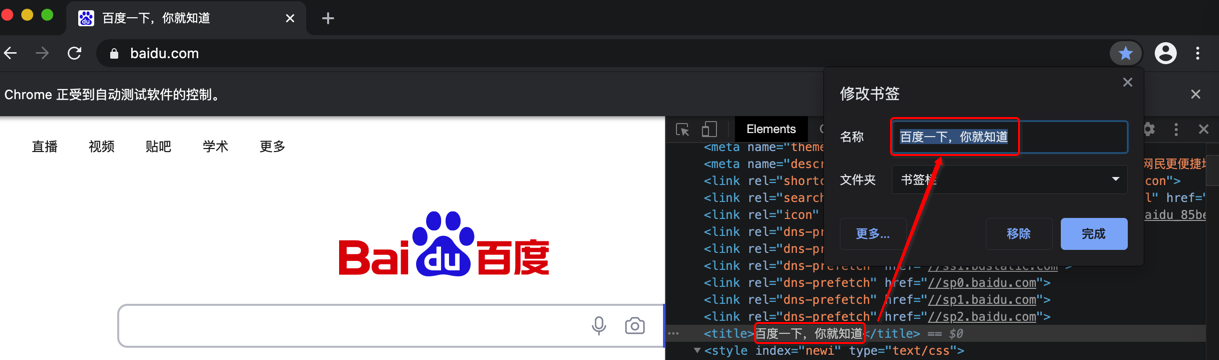 百度一下，你就知道
baidu.com
Chrome 正受到自动测试软件的控制。
修改书签
名称 百度一下，你就知道
文件夹 书签栏
更多... 移除 完成
直播 视频 贴吧 学术 更多
Bai du 百度
Elements
<meta name="theme
<meta name="descr 网民更便捷地
<link rel="shortc con">
<link rel="search l" href="
<link rel="icon" aidu_85be
<link rel="dns-pref
<link rel="dns-pref
<link rel="dns-prefetch" href="//ss1.bdstatic.com">
<link rel="dns-prefetch" href="//sp0.baidu.com">
<link rel="dns-prefetch" href="//sp1.baidu.com">
<link rel="dns-prefetch" href="//sp2.baidu.com">
<title>百度一下，你就知道</title> == $0
<style index="newi" type="text/css">